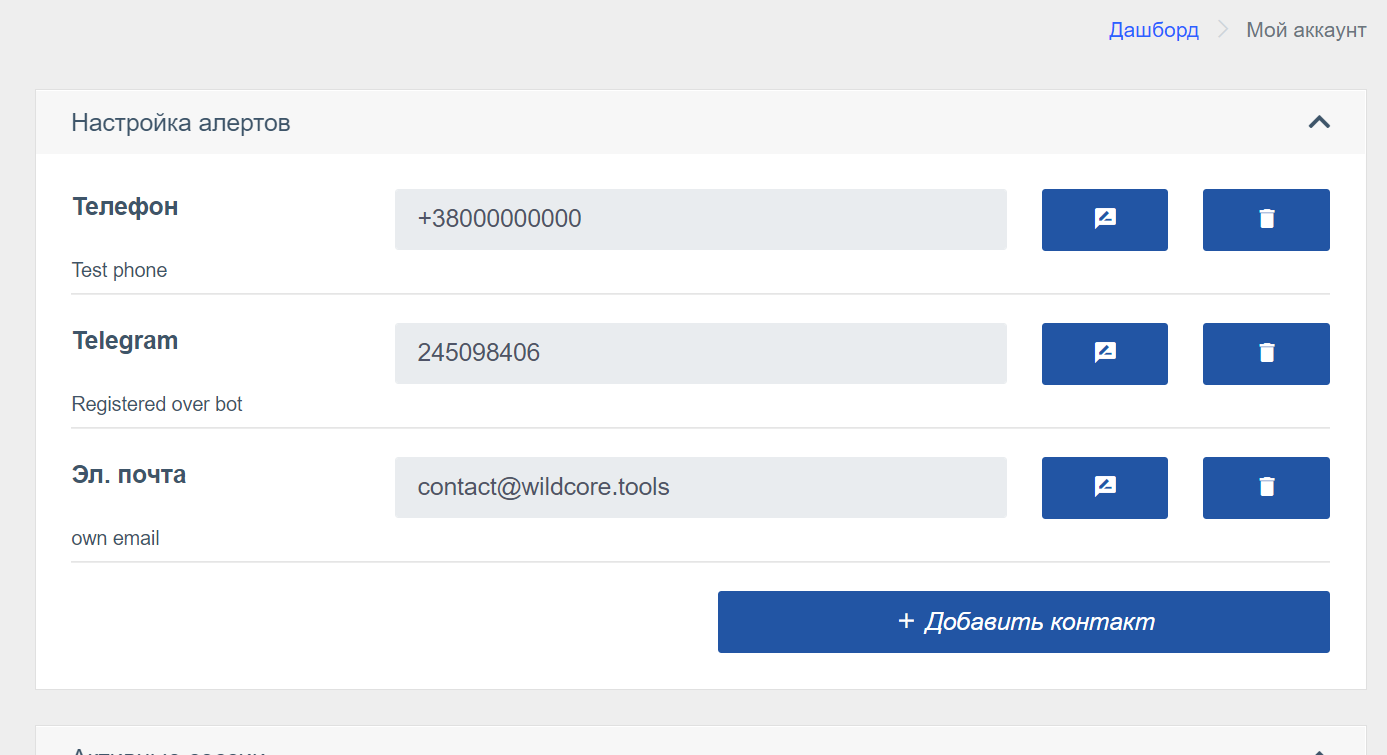 Дашборд Мой аккаунт
Настройка алертов
Телефон +38000000000
Test phone
Telegram 245098406
Registered over bot
Эл. почта contact@wildcore.tools
own email
+ Добавить контакт